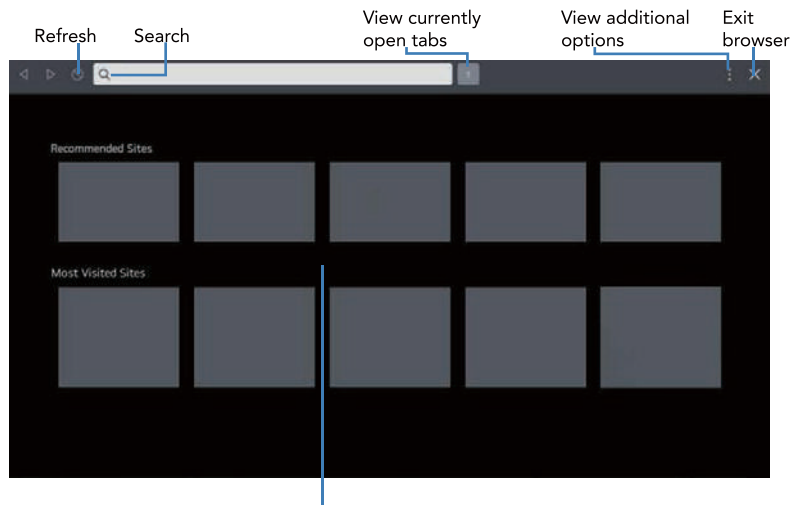 Refresh
Search
View currently
open tabs
View additional
options
Exit
browser
Recommended Sites
Most Visited Sites